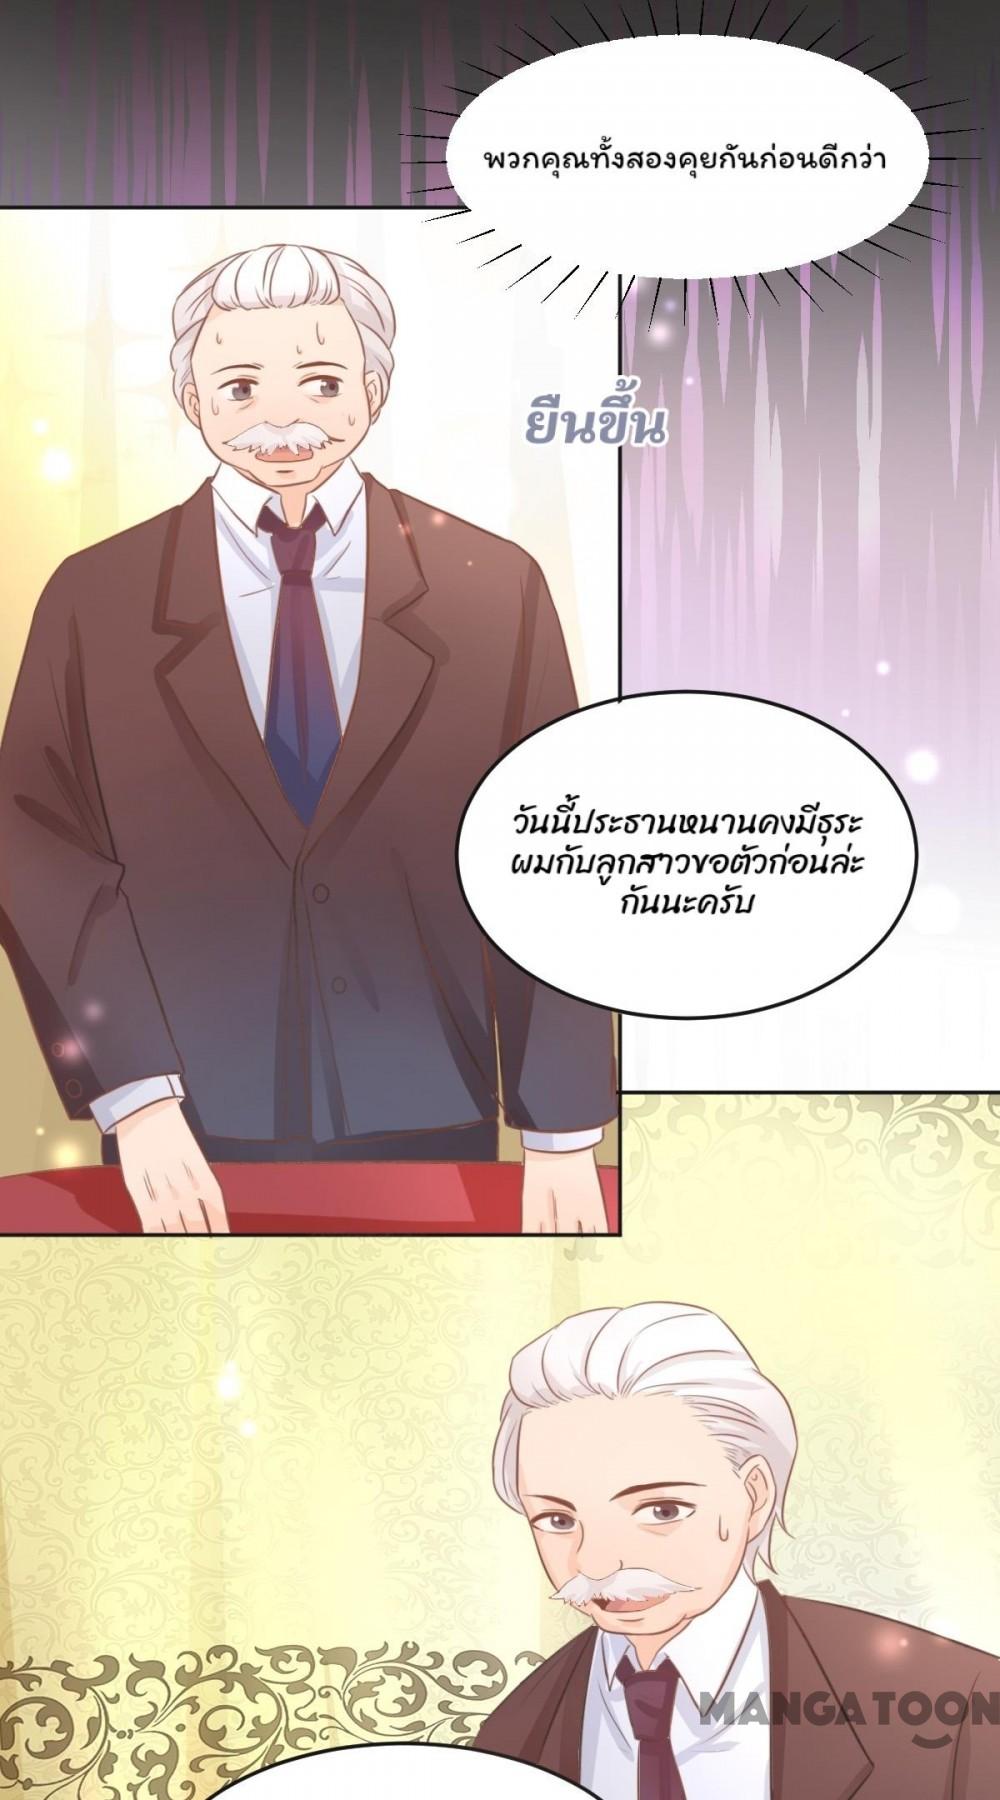 พวกคุณทั้งสองคุยกันก่อนดีกว่า
ยืนขึ้น
วันนี้ประธานหนานคงมีธุระ
ผมกับลูกสาวขอตัวก่อนล่ะ
กันนะครับ
MANGATOON